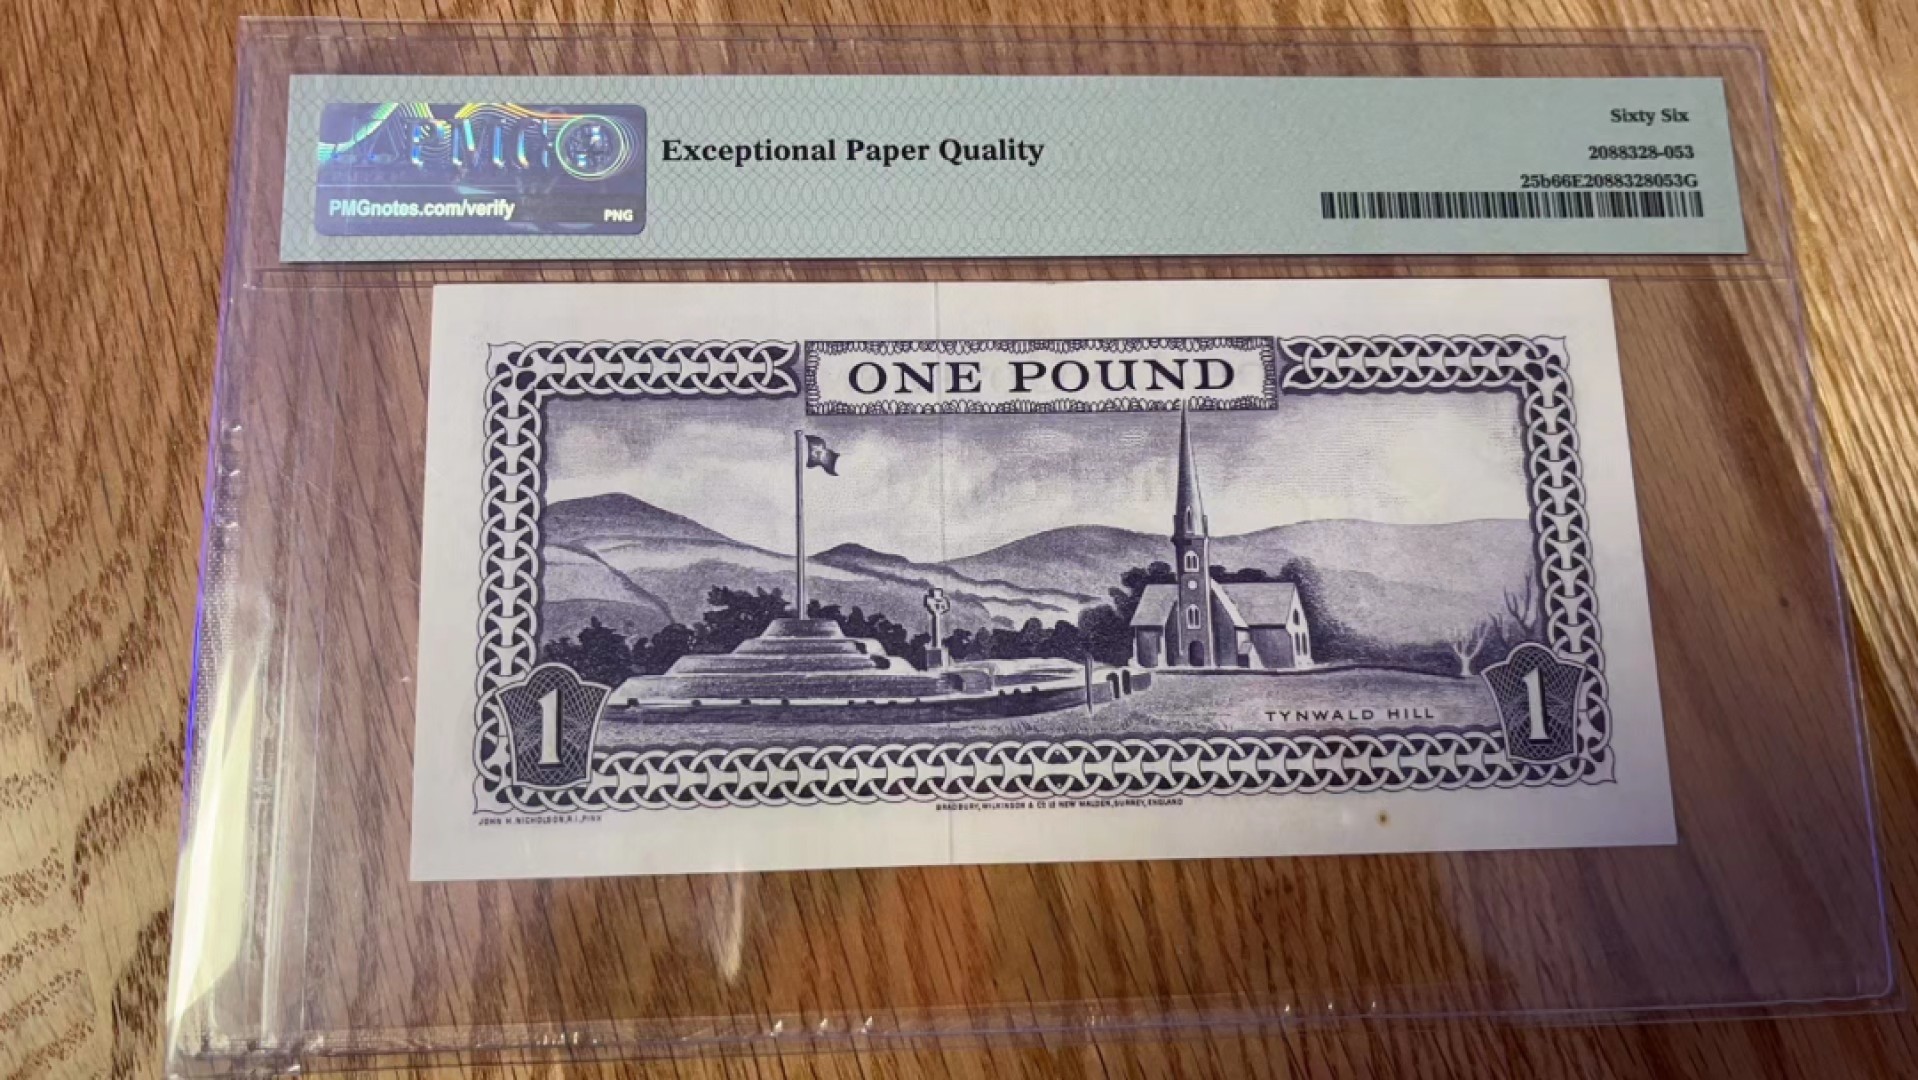 PMG
PMGnotes.com/verify
PNG
Exceptional Paper Quality
Sixty Six
2088328-053
25b66E2088328053G
ONE POUND
TYNWALD HILL
1
1
BRADBURY, WILKINSON & CO LD NEW MALDEN, SURREY, ENGLAND
JOHN H. NICHOLSON, R.I., PINX